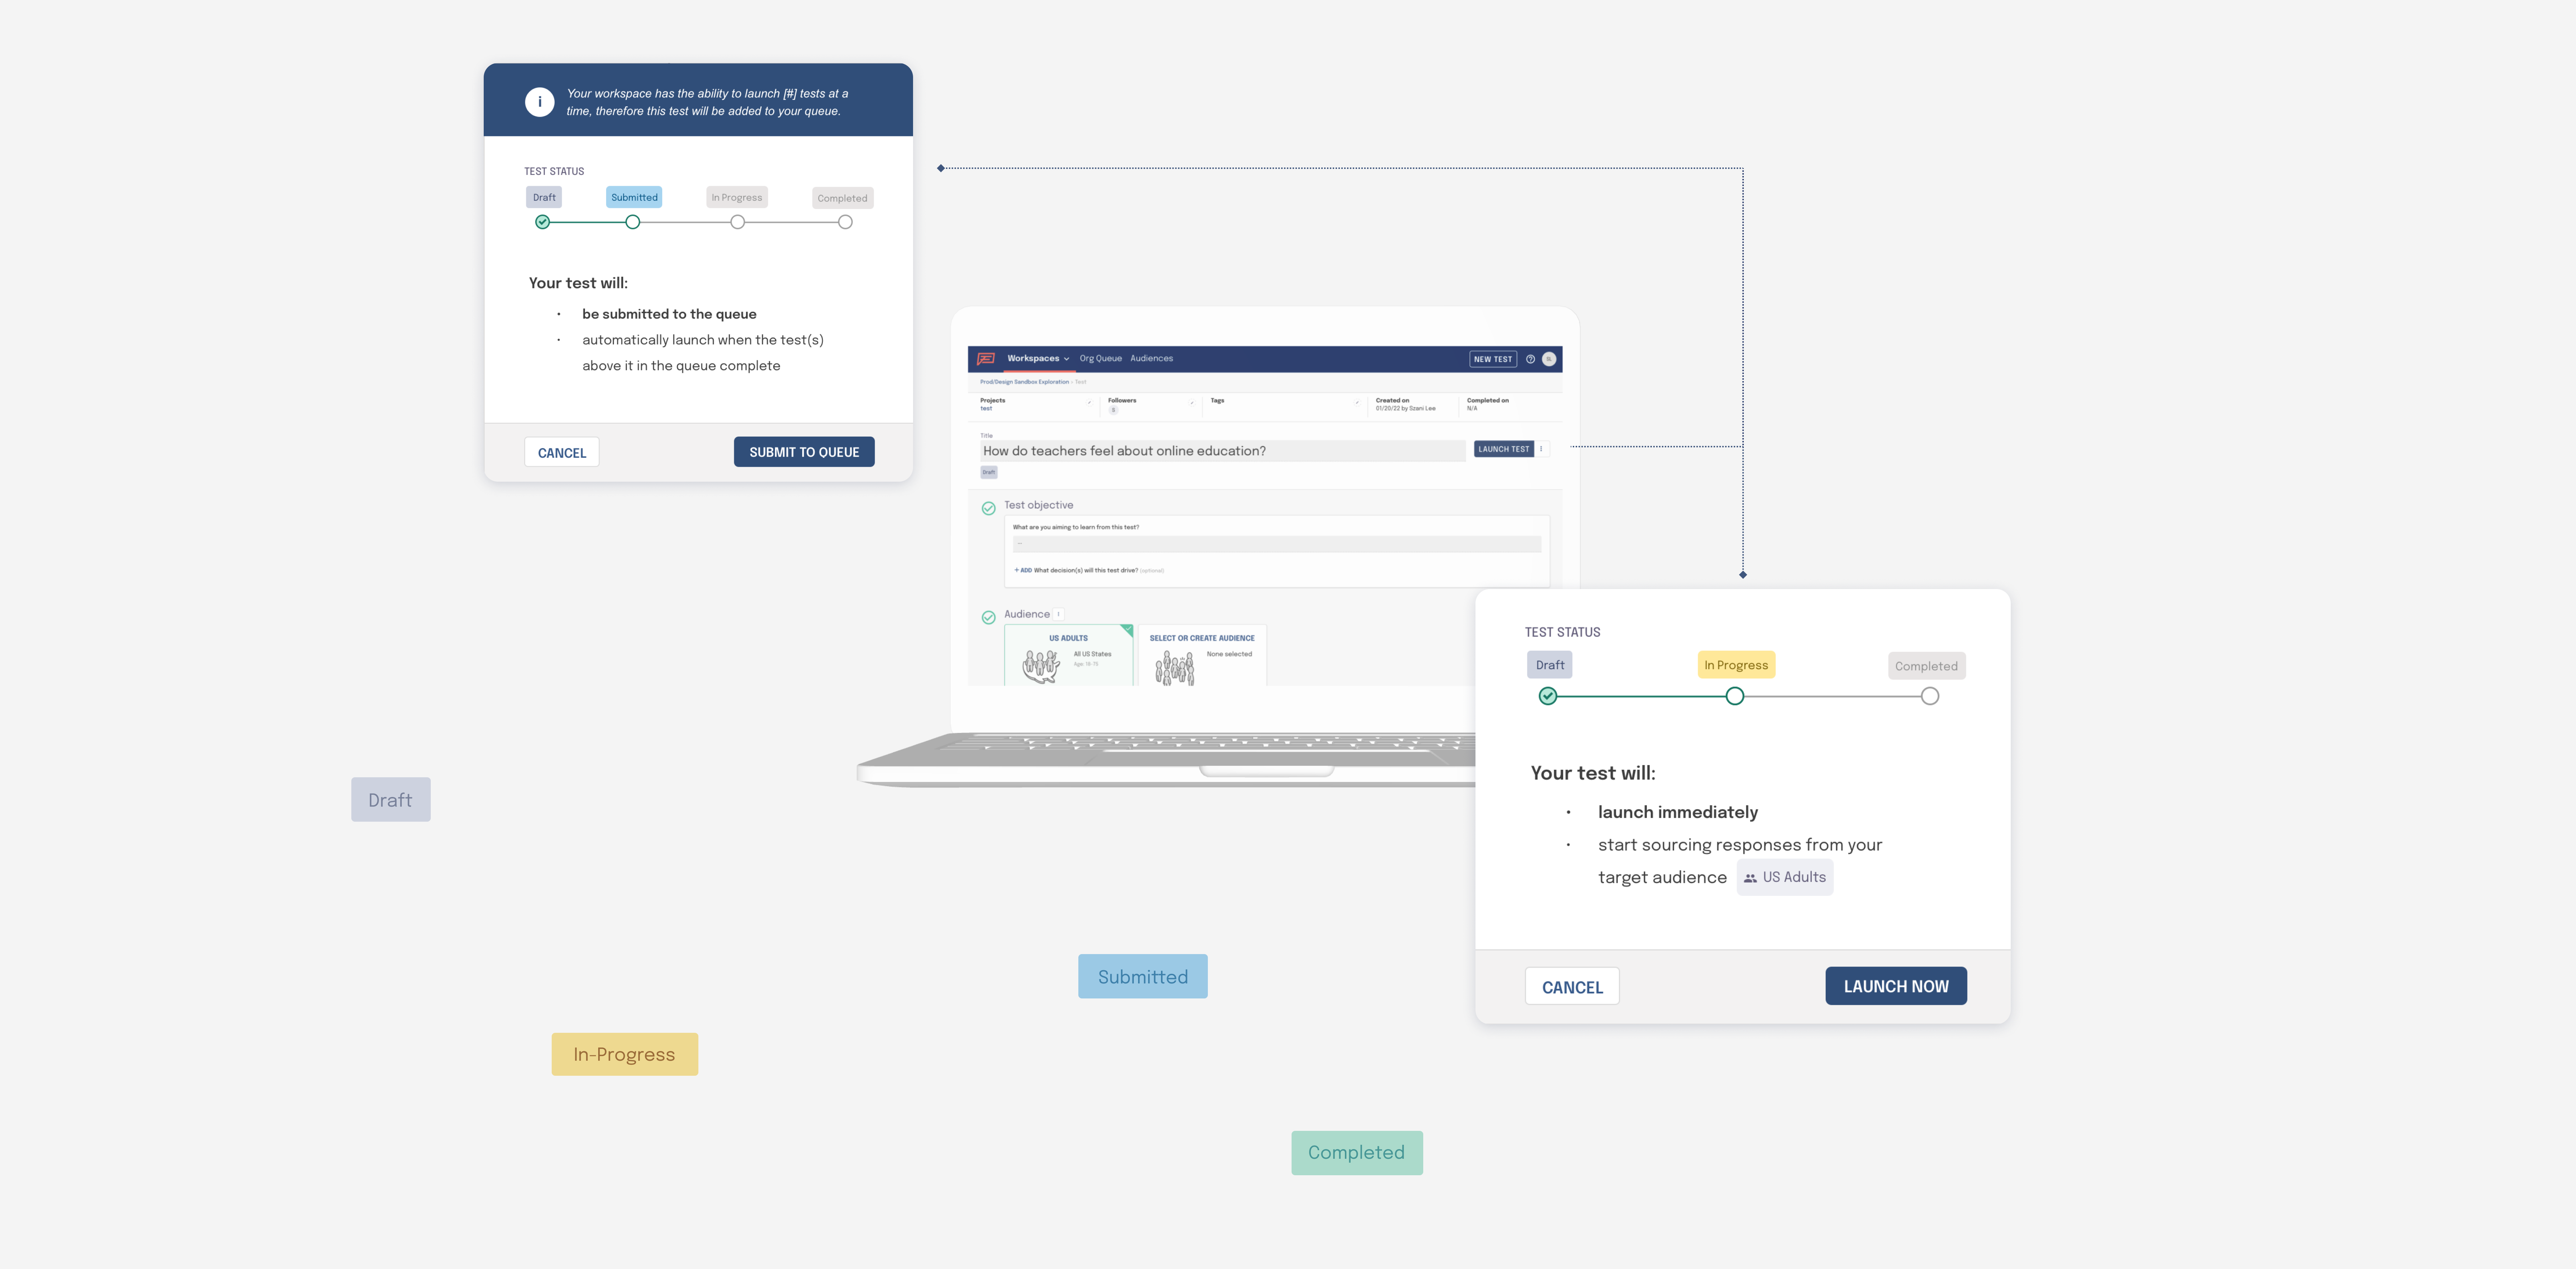 i
Your workspace has the ability to launch [#] tests at a
time, therefore this test will be added to your queue.
TEST STATUS
Draft
Submitted
In Progress
Completed
Your test will:
• be submitted to the queue
• automatically launch when the test(s)
above it in the queue complete
CANCEL
SUBMIT TO QUEUE
Workspaces
Org Queue
Audiences
NEW TEST
Prod/Design Sandbox Exploration › Test
Projects
test
Followers
Tags
Created on
01/20/22 by Szani Lee
Completed on
N/A
Title
How do teachers feel about online education?
LAUNCH TEST
Draft
Test objective
What are you aiming to learn from this test?
+ ADD What decision(s) will this test drive? (optional)
Audience
US ADULTS
All US States
Age: 18-75
SELECT OR CREATE AUDIENCE
None selected
TEST STATUS
Draft
In Progress
Completed
Your test will:
• launch immediately
• start sourcing responses from your
target audience US Adults
CANCEL
LAUNCH NOW
Draft
Submitted
In-Progress
Completed